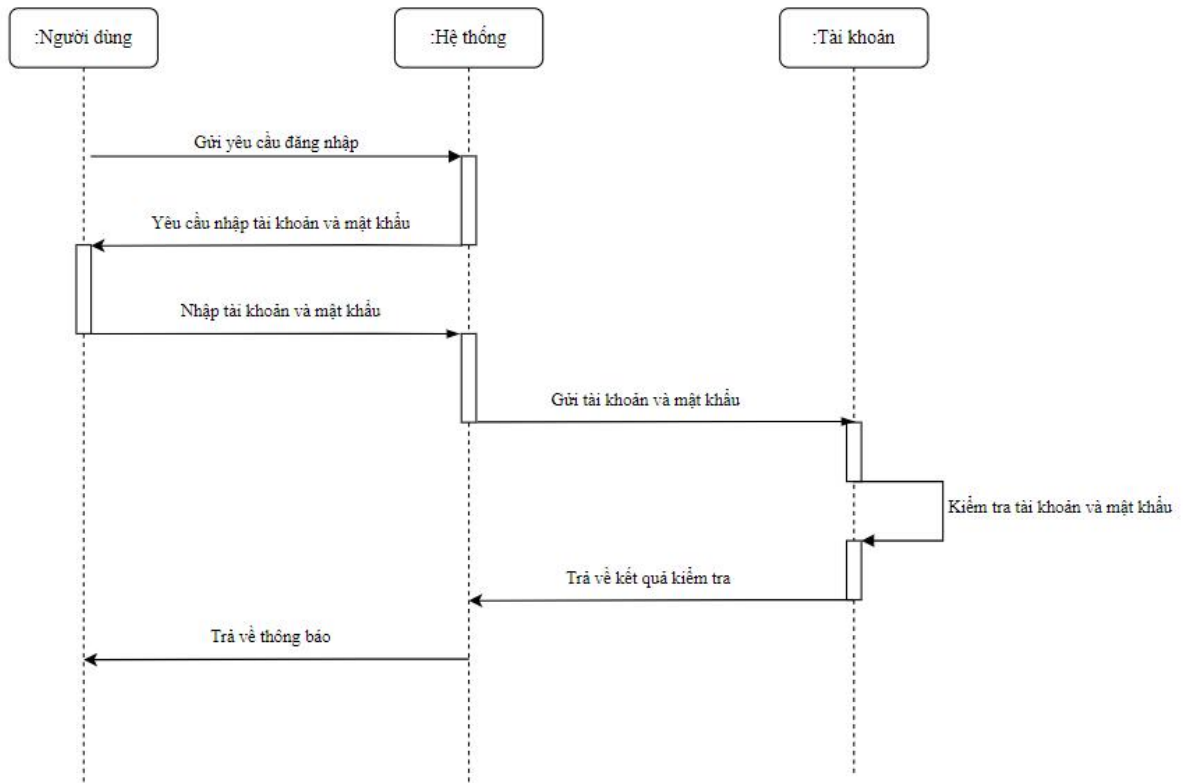 :Người dùng
:Hệ thống
:Tài khoản
Gửi yêu cầu đăng nhập
Yêu cầu nhập tài khoản và mật khẩu
Nhập tài khoản và mật khẩu
Gửi tài khoản và mật khẩu
Kiểm tra tài khoản và mật khẩu
Trả về kết quả kiểm tra
Trả về thông báo